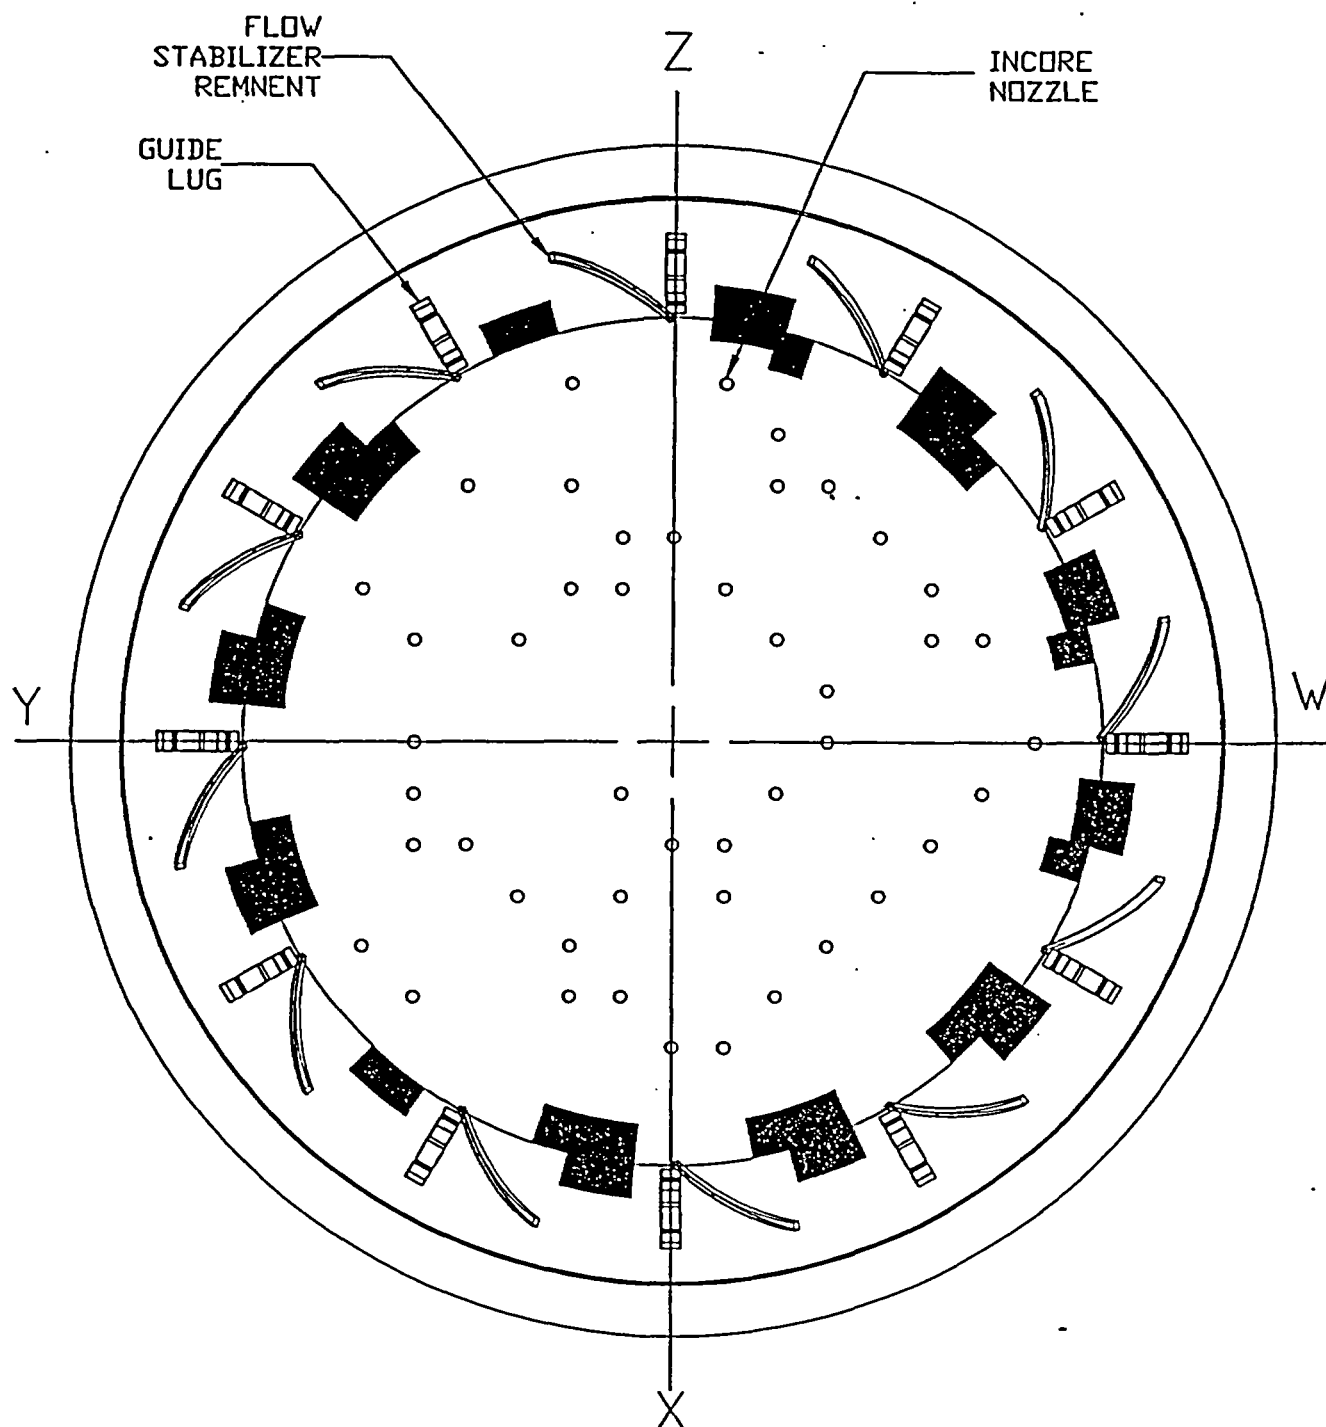 FLOW
STABILIZER
REMNENT
Z
INCORE
NOZZLE
GUIDE
LUG
Y
W
X